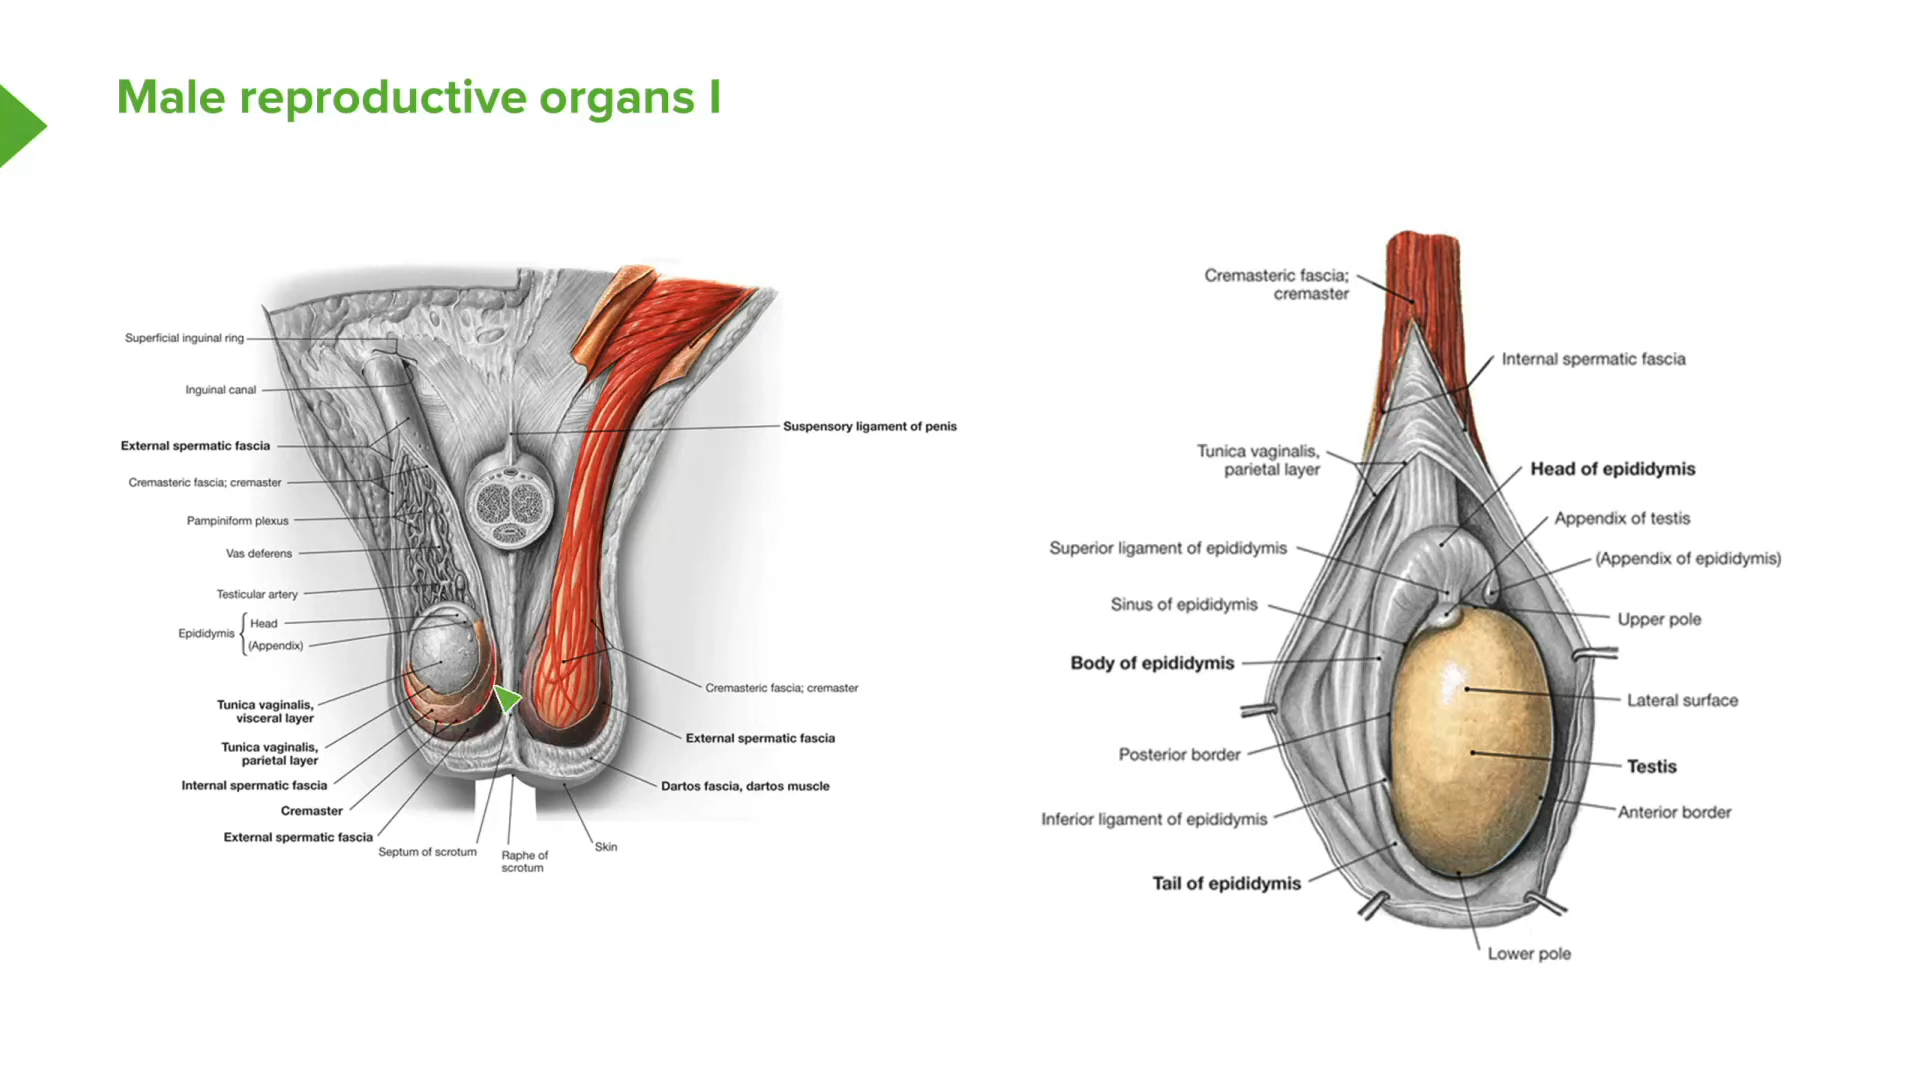 Male reproductive organs I
Superficial inguinal ring
Inguinal canal
External spermatic fascia
Cremasteric fascia; cremaster
Pampiniform plexus
Vas deferens
Testicular artery
Epididymis
Head
(Appendix)
Tunica vaginalis,
visceral layer
Tunica vaginalis,
parietal layer
Internal spermatic fascia
Cremaster
External spermatic fascia
Septum of scrotum
Raphe of
scrotum
Skin
Suspensory ligament of penis
Cremasteric fascia; cremaster
External spermatic fascia
Dartos fascia, dartos muscle
Cremasteric fascia;
cremaster
Tunica vaginalis,
parietal layer
Superior ligament of epididymis
Sinus of epididymis
Body of epididymis
Posterior border
Inferior ligament of epididymis
Tail of epididymis
Internal spermatic fascia
Head of epididymis
Appendix of testis
(Appendix of epididymis)
Upper pole
Lateral surface
Testis
Anterior border
Lower pole